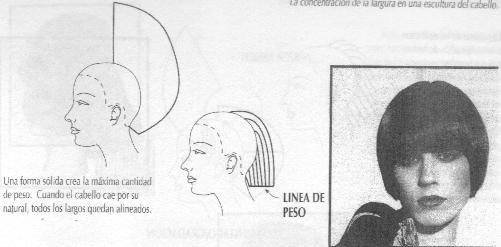 La concentración de la largura en una escultura del cabello.
Una forma sólida crea la máxima cantidad
de peso. Cuando el cabello cae por su
natural, todos los largos quedan alineados.
LINEA DE
PESO